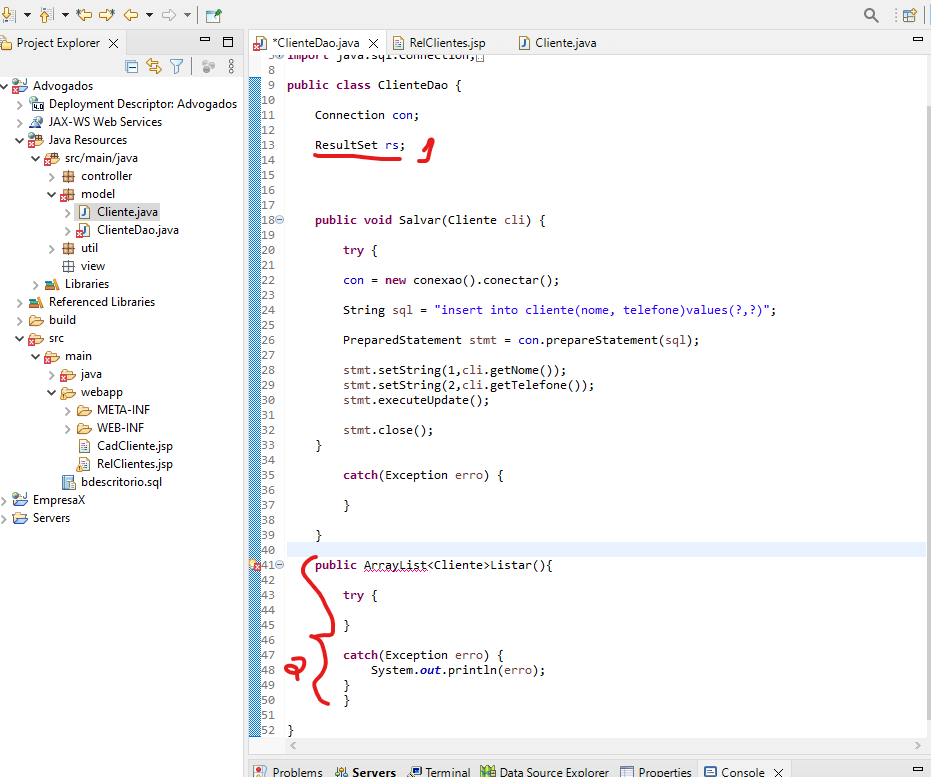 Project Explorer
*ClienteDao.java
RelClientes.jsp
Cliente.java
Advogados
Deployment Descriptor: Advogados
JAX-WS Web Services
Java Resources
src/main/java
controller
model
Cliente.java
ClienteDao.java
util
view
Libraries
Referenced Libraries
build
src
main
java
webapp
META-INF
WEB-INF
CadCliente.jsp
RelClientes.jsp
bdescritorio.sql
EmpresaX
Servers
import java.sql.Connection;
8
9 public class ClienteDao {
10
11 Connection con;
12
13 ResultSet rs; 1
14
15
16
17
18 public void Salvar(Cliente cli) {
19
20 try {
21
22 con = new conexao().conectar();
23
24 String sql = "insert into cliente(nome, telefone)values(?,?)";
25
26 PreparedStatement stmt = con.prepareStatement(sql);
27
28 stmt.setString(1,cli.getNome());
29 stmt.setString(2,cli.getTelefone());
30 stmt.executeUpdate();
31
32 stmt.close();
33 }
34
35 catch(Exception erro) {
36
37 }
38
39 }
40
41 public ArrayList<Cliente>Listar(){
42
43 try {
44
45 }
46
47 catch(Exception erro) {
2
48 System.out.println(erro);
49 }
50 }
51
52 }
Problems
Servers
Terminal
Data Source Explorer
Properties
Console